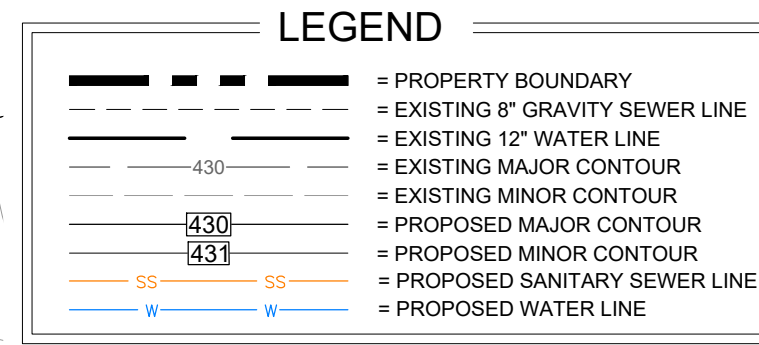 LEGEND
= PROPERTY BOUNDARY
= EXISTING 8" GRAVITY SEWER LINE
= EXISTING 12" WATER LINE
430 = EXISTING MAJOR CONTOUR
= EXISTING MINOR CONTOUR
430 = PROPOSED MAJOR CONTOUR
431 = PROPOSED MINOR CONTOUR
SS SS = PROPOSED SANITARY SEWER LINE
W W = PROPOSED WATER LINE